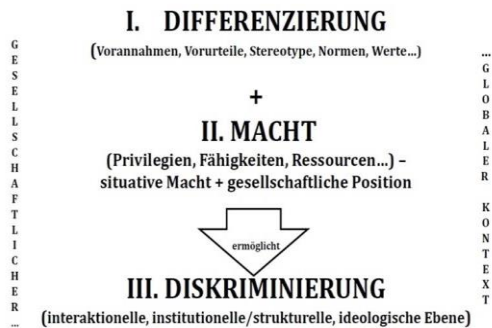 I. DIFFERENZIERUNG
(Vorannahmen, Vorurteile, Stereotype, Normen, Werte...)
+
II. MACHT
(Privilegien, Fähigkeiten, Ressourcen...) –
situative Macht + gesellschaftliche Position
ermöglicht
III. DISKRIMINIERUNG
(interaktionelle, institutionelle/strukturelle, ideologische Ebene)
GESELLSCHAFTLICHER...
...GLOBALER KONTEXT